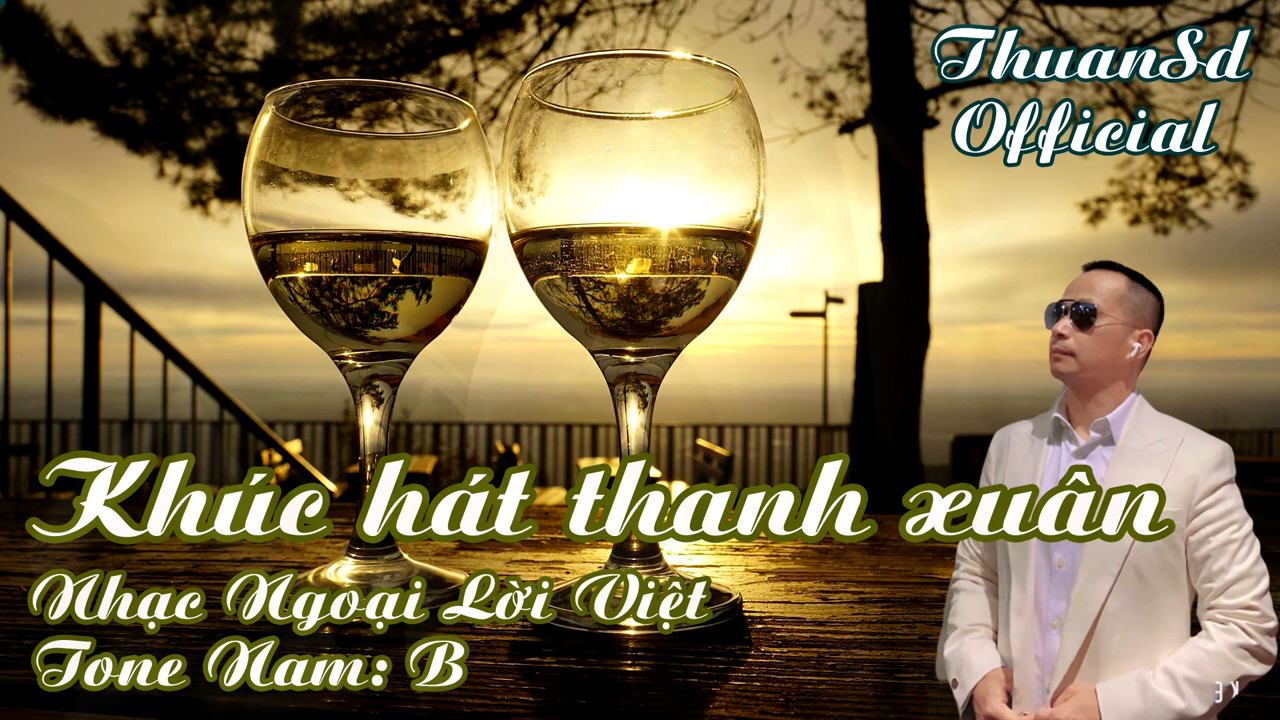 ThuanSd
Official
Khúc hát thanh xuân
Nhạc Ngoại Lời Việt
Tone Nam: B